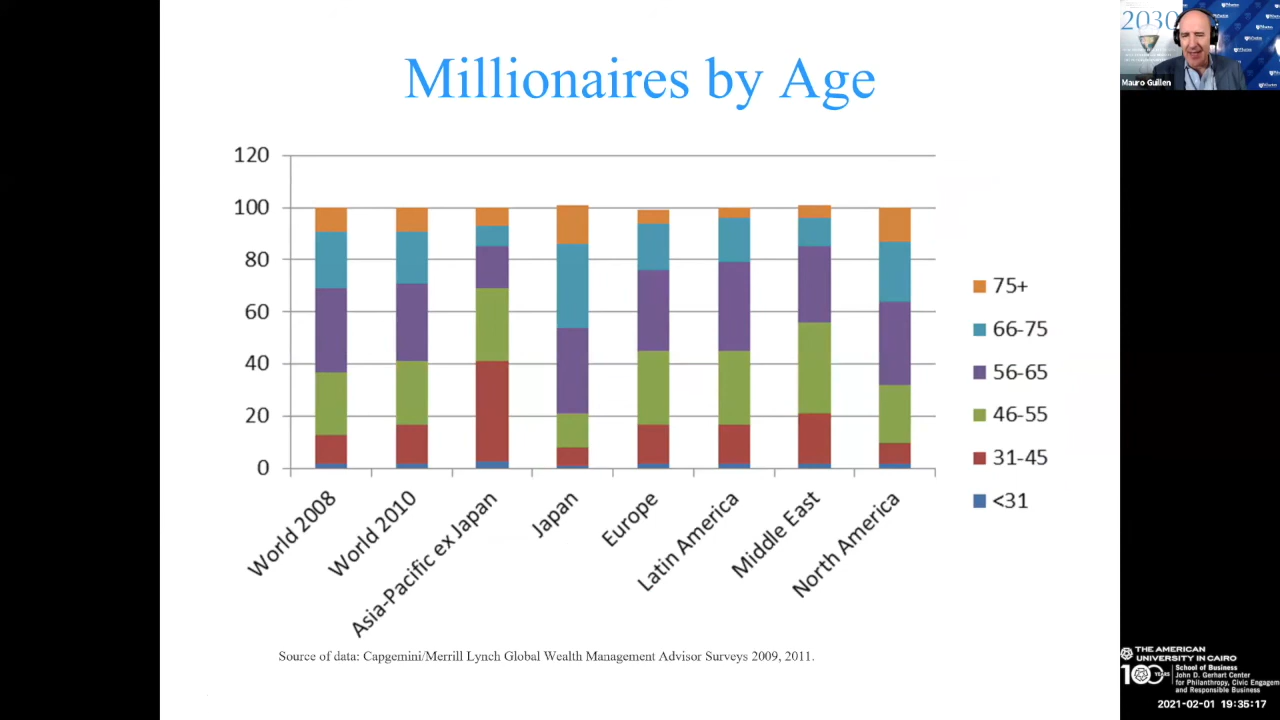 Millionaires by Age
120
100
80
60
40
20
0
World 2008
World 2010
Asia-Pacific ex Japan
Japan
Europe
Latin America
Middle East
North America
75+
66-75
56-65
46-55
31-45
<31
Source of data: Capgemini/Merrill Lynch Global Wealth Management Advisor Surveys 2009, 2011.
2030
Mauro Guillen
THE AMERICAN
UNIVERSITY IN CAIRO
100 YEARS
School of Business
John D. Gerhart Center
for Philanthropy, Civic Engagem
and Responsible Business
2021-02-01 19:35:17